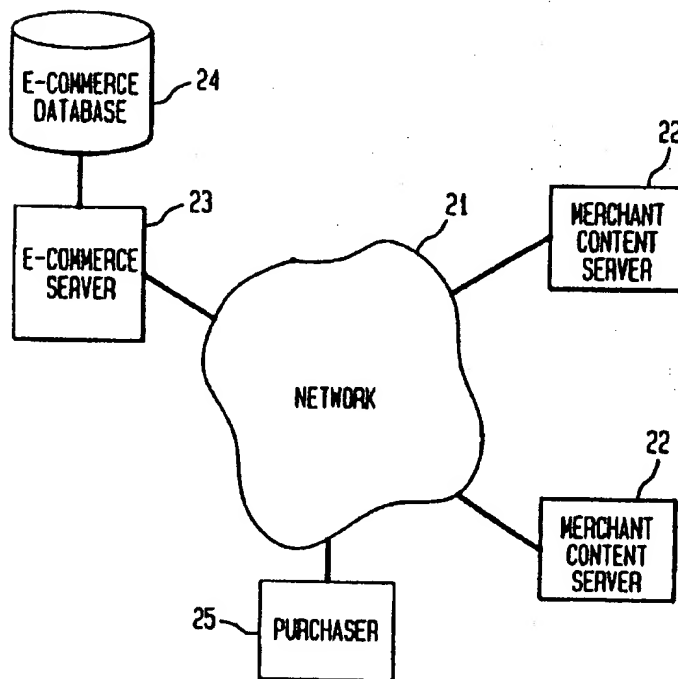 E-COMMERCE
DATABASE
24
23
E-COMMERCE
SERVER
21
22
MERCHANT
CONTENT
SERVER
NETWORK
22
MERCHANT
CONTENT
SERVER
25
PURCHASER